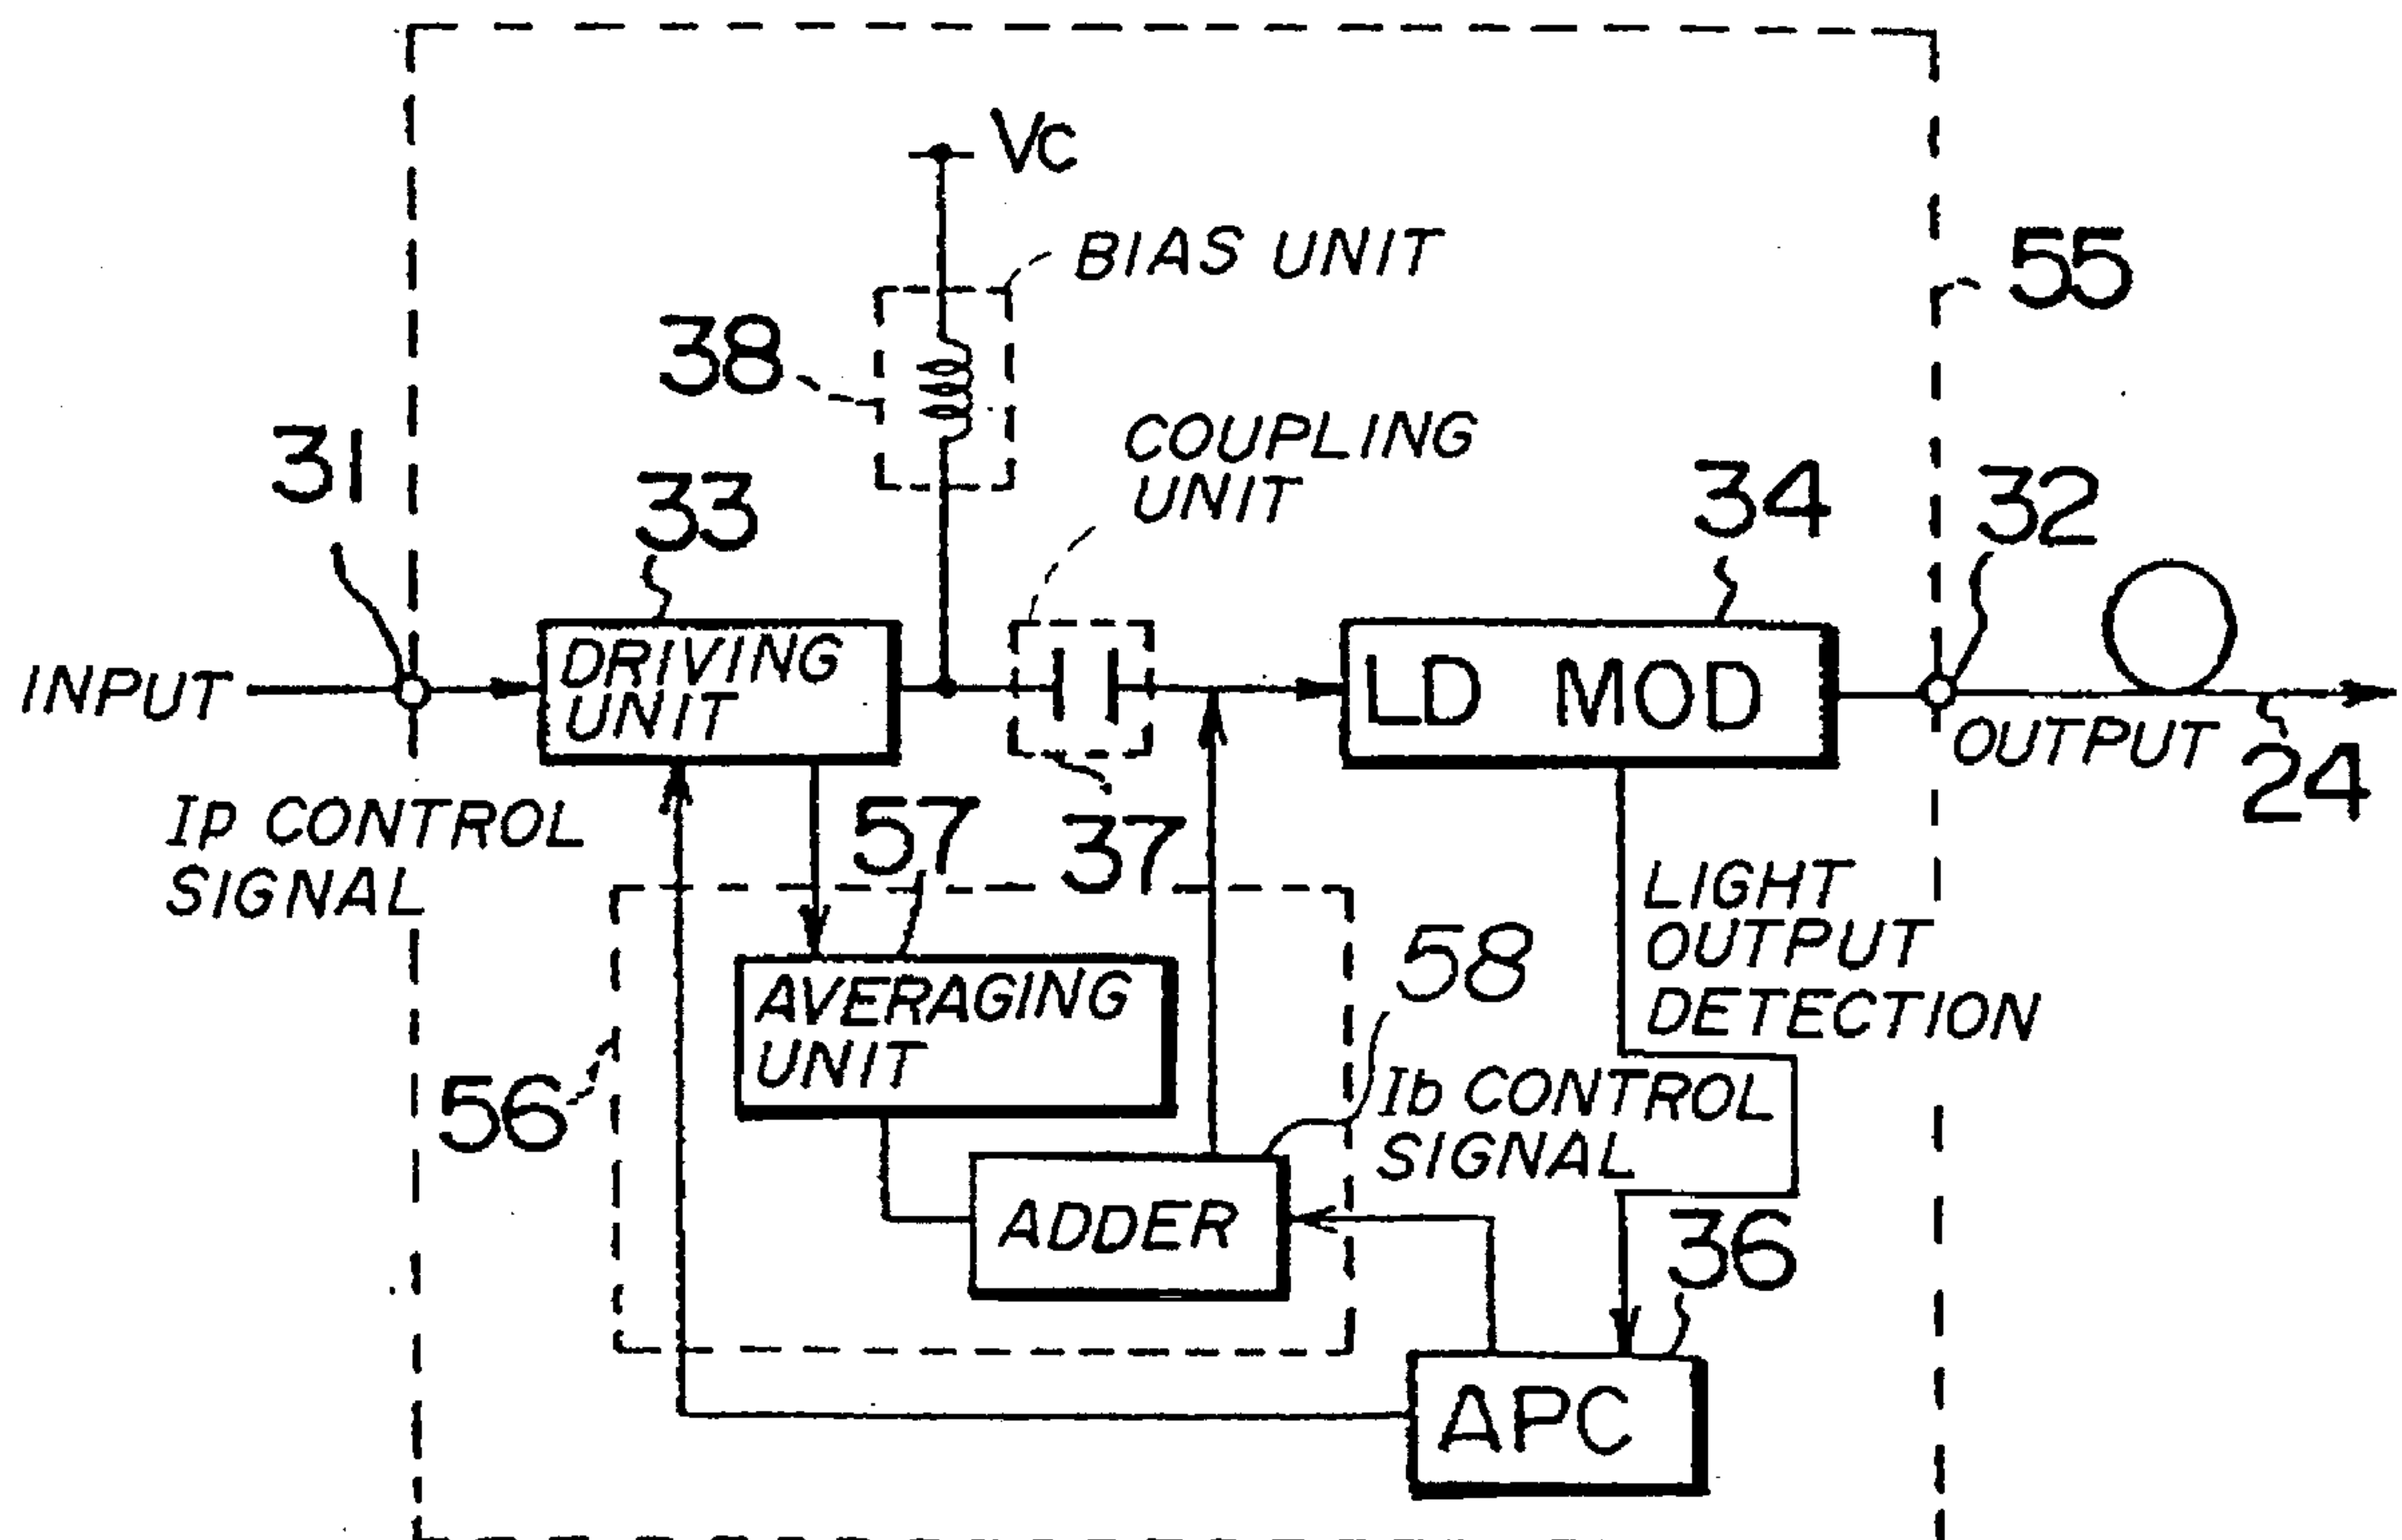 Vc
BIAS UNIT
55
38
COUPLING
UNIT
31
33
34
32
INPUT
DRIVING
UNIT
LD MOD
OUTPUT
24
Ip CONTROL
SIGNAL
57
37
LIGHT
OUTPUT
DETECTION
58
AVERAGING
UNIT
56
Ib CONTROL
SIGNAL
ADDER
36
APC